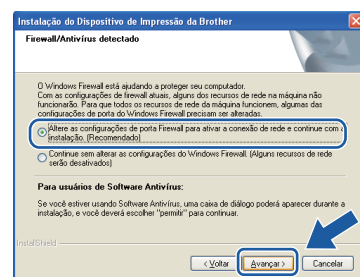 Instalação do Dispositivo de Impressão da Brother
Firewall/Antivírus detectado
O Windows Firewall está ajudando a proteger seu computador.
Com as configurações de firewall atuais, alguns dos recursos de rede na máquina não
funcionarão. Para que todos os recursos de rede da máquina funcionem, algumas das
configurações de porta do Windows Firewall precisam ser alteradas.
Altere as configurações de porta Firewall para ativar a conexão de rede e continue com a
instalação. (Recomendado)
Continue sem alterar as configurações do Windows Firewall. (Alguns recursos de rede
serão desativados)
Para usuários de Software Antivírus:
Se você estiver usando Software Antivírus, uma caixa de diálogo poderá aparecer durante a
instalação, e você deverá escolher "permitir" para continuar.
InstallShield
< Voltar Avançar > Cancelar